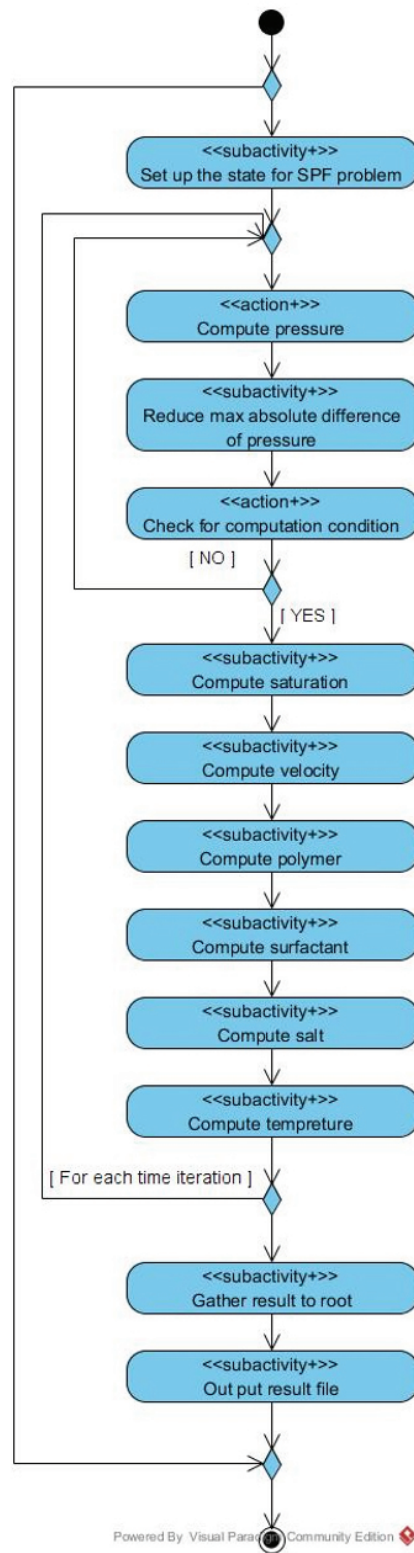 <<subactivity+>>
Set up the state for SPF problem
<<action+>>
Compute pressure
<<subactivity+>>
Reduce max absolute difference
of pressure
<<action+>>
Check for computation condition
[ NO ]
[ YES ]
<<subactivity+>>
Compute saturation
<<subactivity+>>
Compute velocity
<<subactivity+>>
Compute polymer
<<subactivity+>>
Compute surfactant
<<subactivity+>>
Compute salt
<<subactivity+>>
Compute tempreture
[ For each time iteration ]
<<subactivity+>>
Gather result to root
<<subactivity+>>
Out put result file
Powered By Visual Paradigm Community Edition